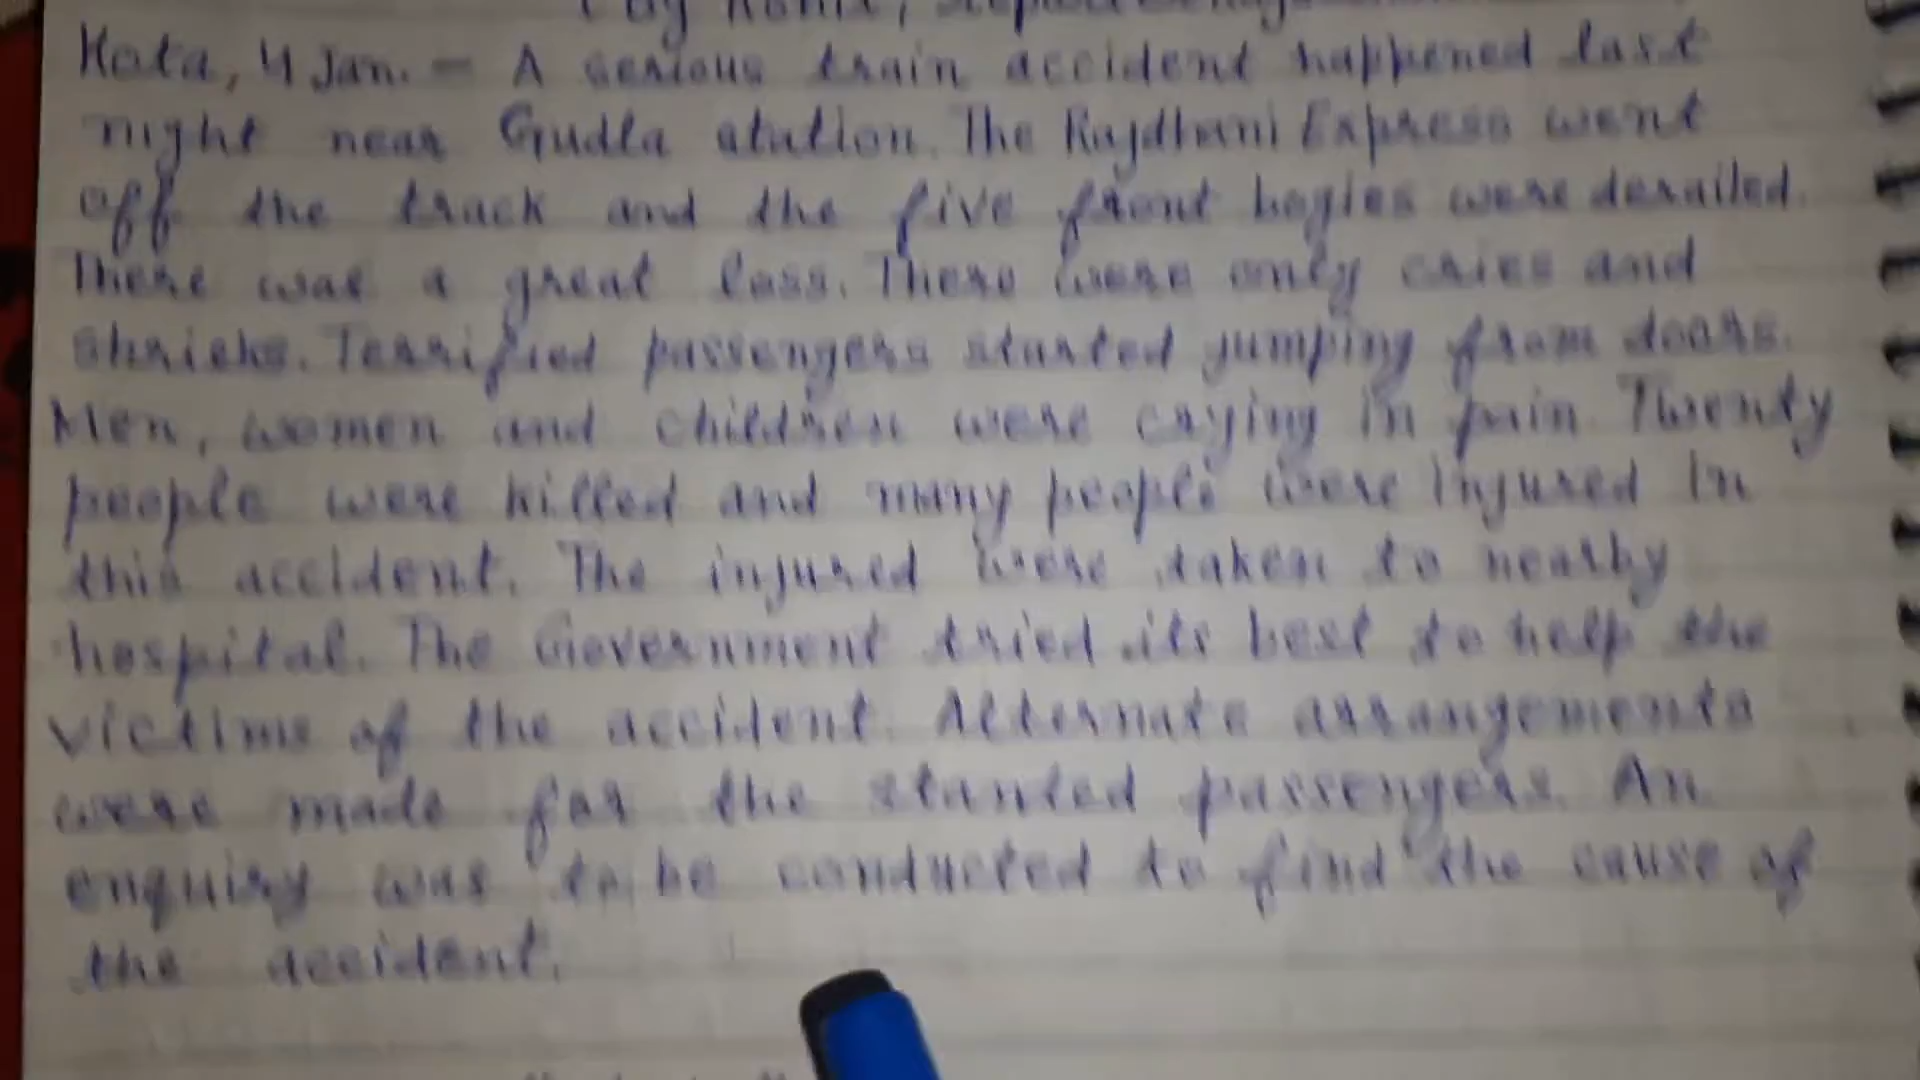 Kota, 4 Jan. - A serious train accident happened last
night near Gudla station. The Rajdhani Express went
off the track and the five front bogies were derailed.
There was a great loss. There were only cries and
shrieks. Terrified passengers started jumping from doors.
Men, women and children were crying in pain. Twenty
people were killed and many people were injured in
this accident. The injured were taken to nearby
hospital. The Government tried its best to help the
victims of the accident. Alternate arrangements
were made for the stanted passengers. An
enquiry was to be conducted to find the cause of
the accident.